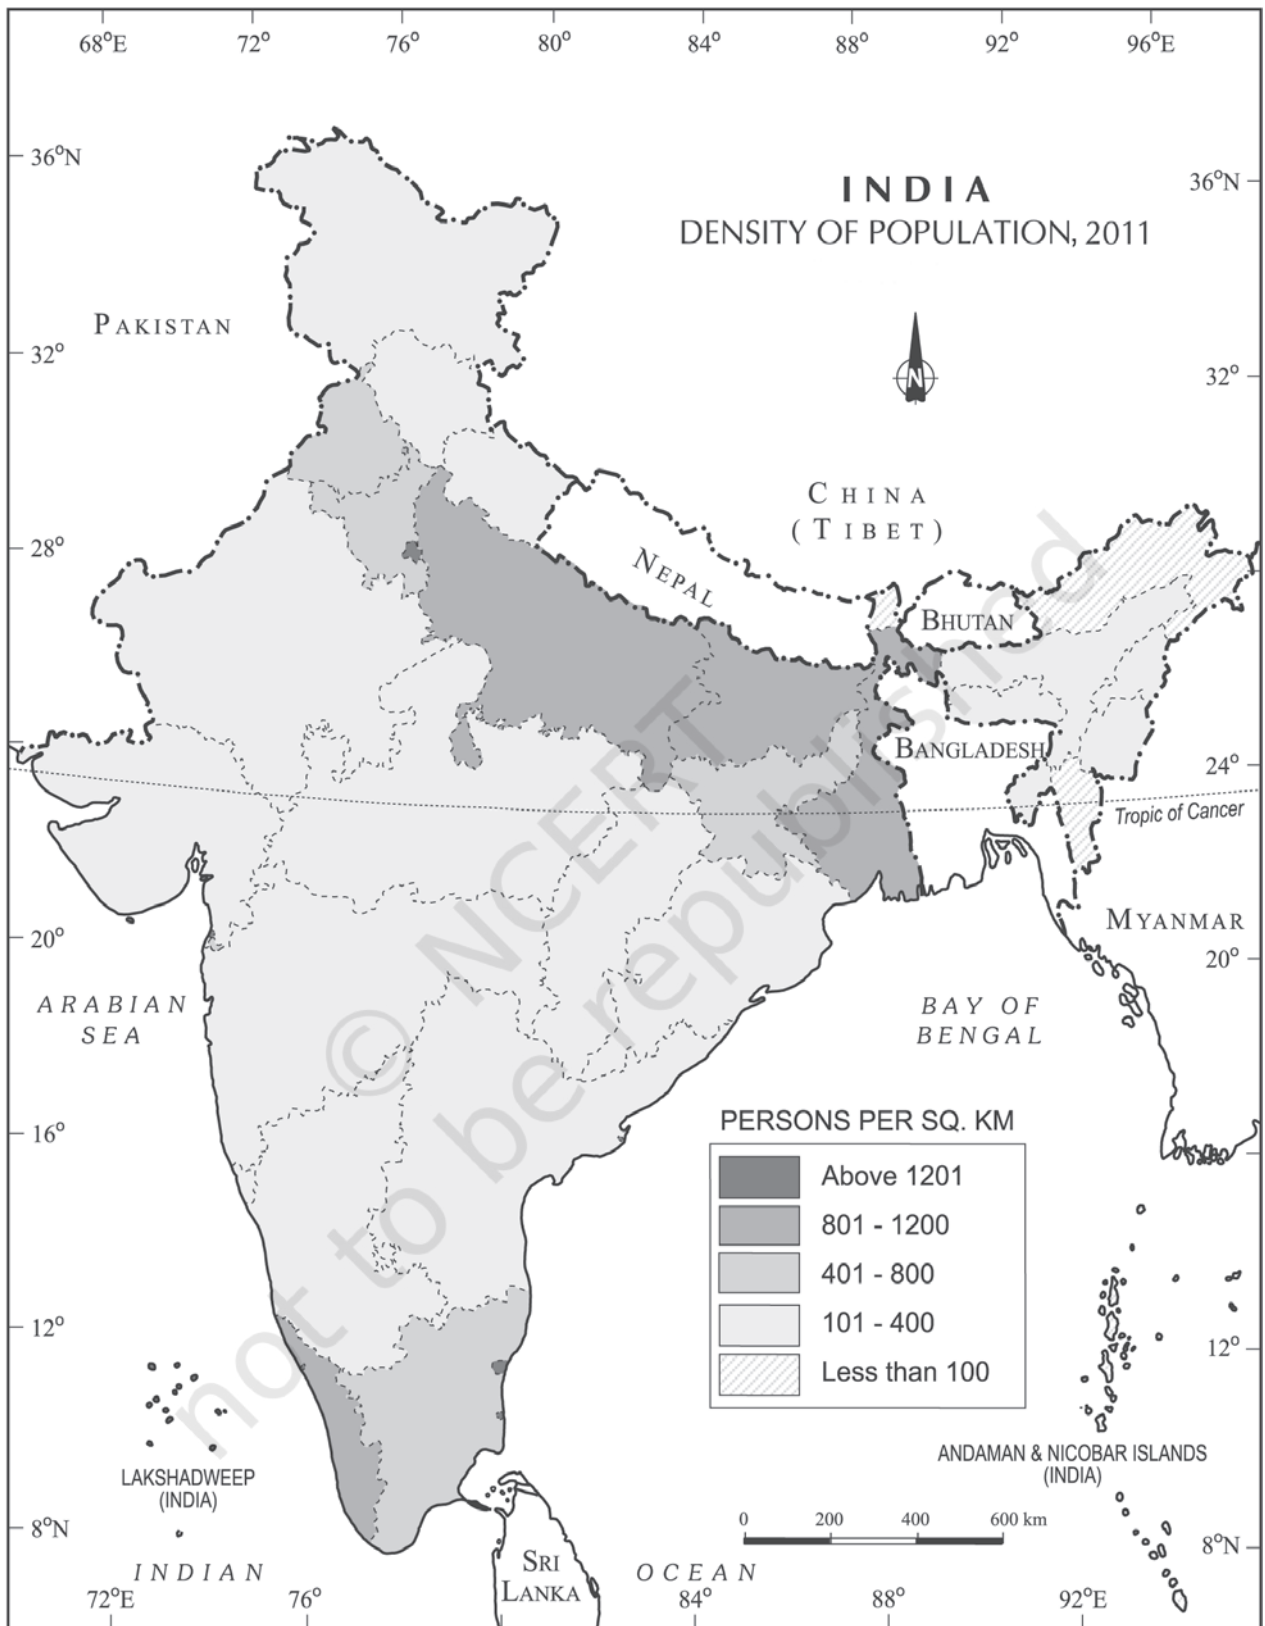 68°E 72° 76° 80° 84° 88° 92° 96°E
36°N
36°N
INDIA
DENSITY OF POPULATION, 2011
PAKISTAN
32°
32°
N
CHINA
(TIBET)
28°
NEPAL
BHUTAN
BANGLADESH
24°
Tropic of Cancer
MYANMAR
20°
20°
ARABIAN
SEA
BAY OF
BENGAL
© NCERT
not to be republished
16°
PERSONS PER SQ. KM
Above 1201
801 - 1200
401 - 800
101 - 400
Less than 100
12°
12°
LAKSHADWEEP
(INDIA)
ANDAMAN & NICOBAR ISLANDS
(INDIA)
0 200 400 600 km
8°N
8°N
INDIAN
OCEAN
SRI
LANKA
72°E 76° 84° 88° 92°E